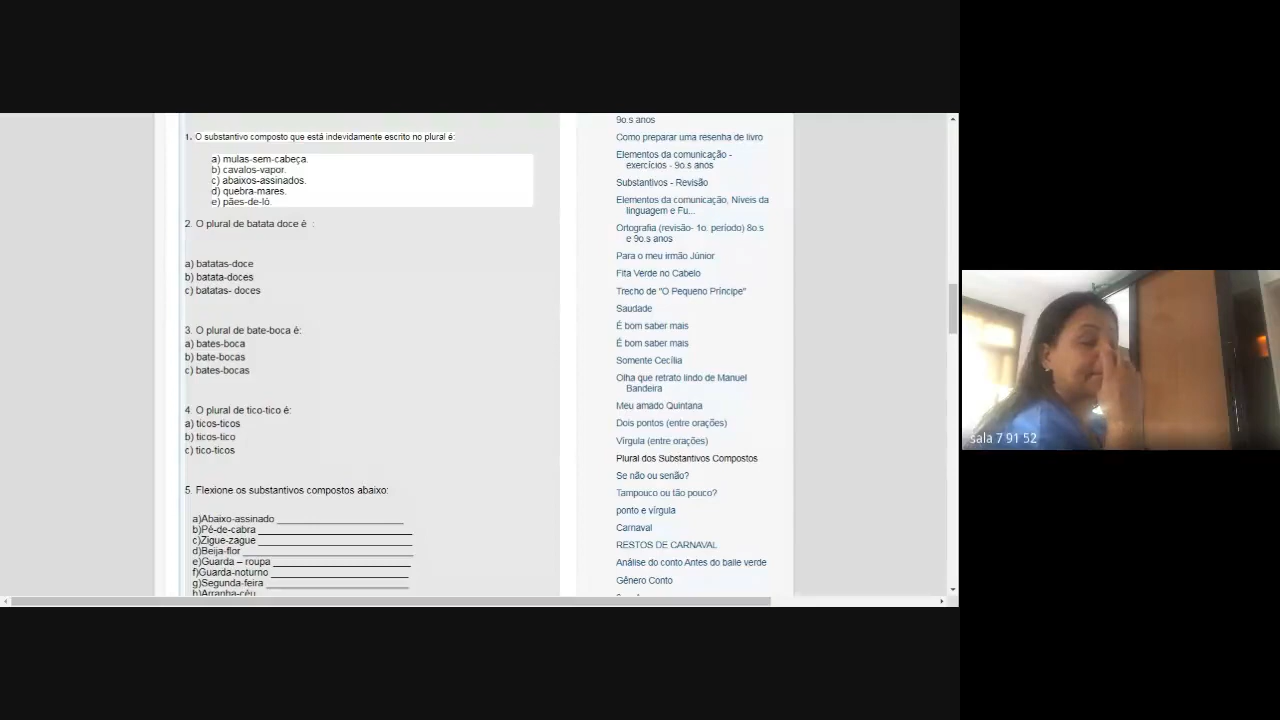 1. O substantivo composto que está indevidamente escrito no plural é:
a) mulas-sem-cabeça.
b) cavalos-vapor.
c) abaixos-assinados.
d) quebra-mares.
e) pães-de-ló.
2. O plural de batata doce é :
a) batatas-doce
b) batata-doces
c) batatas- doces
3. O plural de bate-boca é:
a) bates-boca
b) bate-bocas
c) bates-bocas
4. O plural de tico-tico é:
a) ticos-ticos
b) ticos-tico
c) tico-ticos
5. Flexione os substantivos compostos abaixo:
a)Abaixo-assinado ______________________
b)Pé-de-cabra ___________________________
c)Zigue-zague ___________________________
d)Beija-flor ______________________________
e)Guarda – roupa ________________________
f)Guarda-noturno ________________________
g)Segunda-feira _________________________
h)Arranha-céu
9o.s anos
Como preparar uma resenha de livro
Elementos da comunicação -
exercícios - 9o.s anos
Substantivos - Revisão
Elementos da comunicação, Níveis da
linguagem e Fu...
Ortografia (revisão- 1o. período) 8o.s
e 9o.s anos
Para o meu irmão Júnior
Fita Verde no Cabelo
Trecho de "O Pequeno Príncipe"
Saudade
É bom saber mais
É bom saber mais
Somente Cecília
Olha que retrato lindo de Manuel
Bandeira
Meu amado Quintana
Dois pontos (entre orações)
Vírgula (entre orações)
Plural dos Substantivos Compostos
Se não ou senão?
Tampouco ou tão pouco?
ponto e vírgula
Carnaval
RESTOS DE CARNAVAL
Análise do conto Antes do baile verde
Gênero Conto
sala 7 91 52